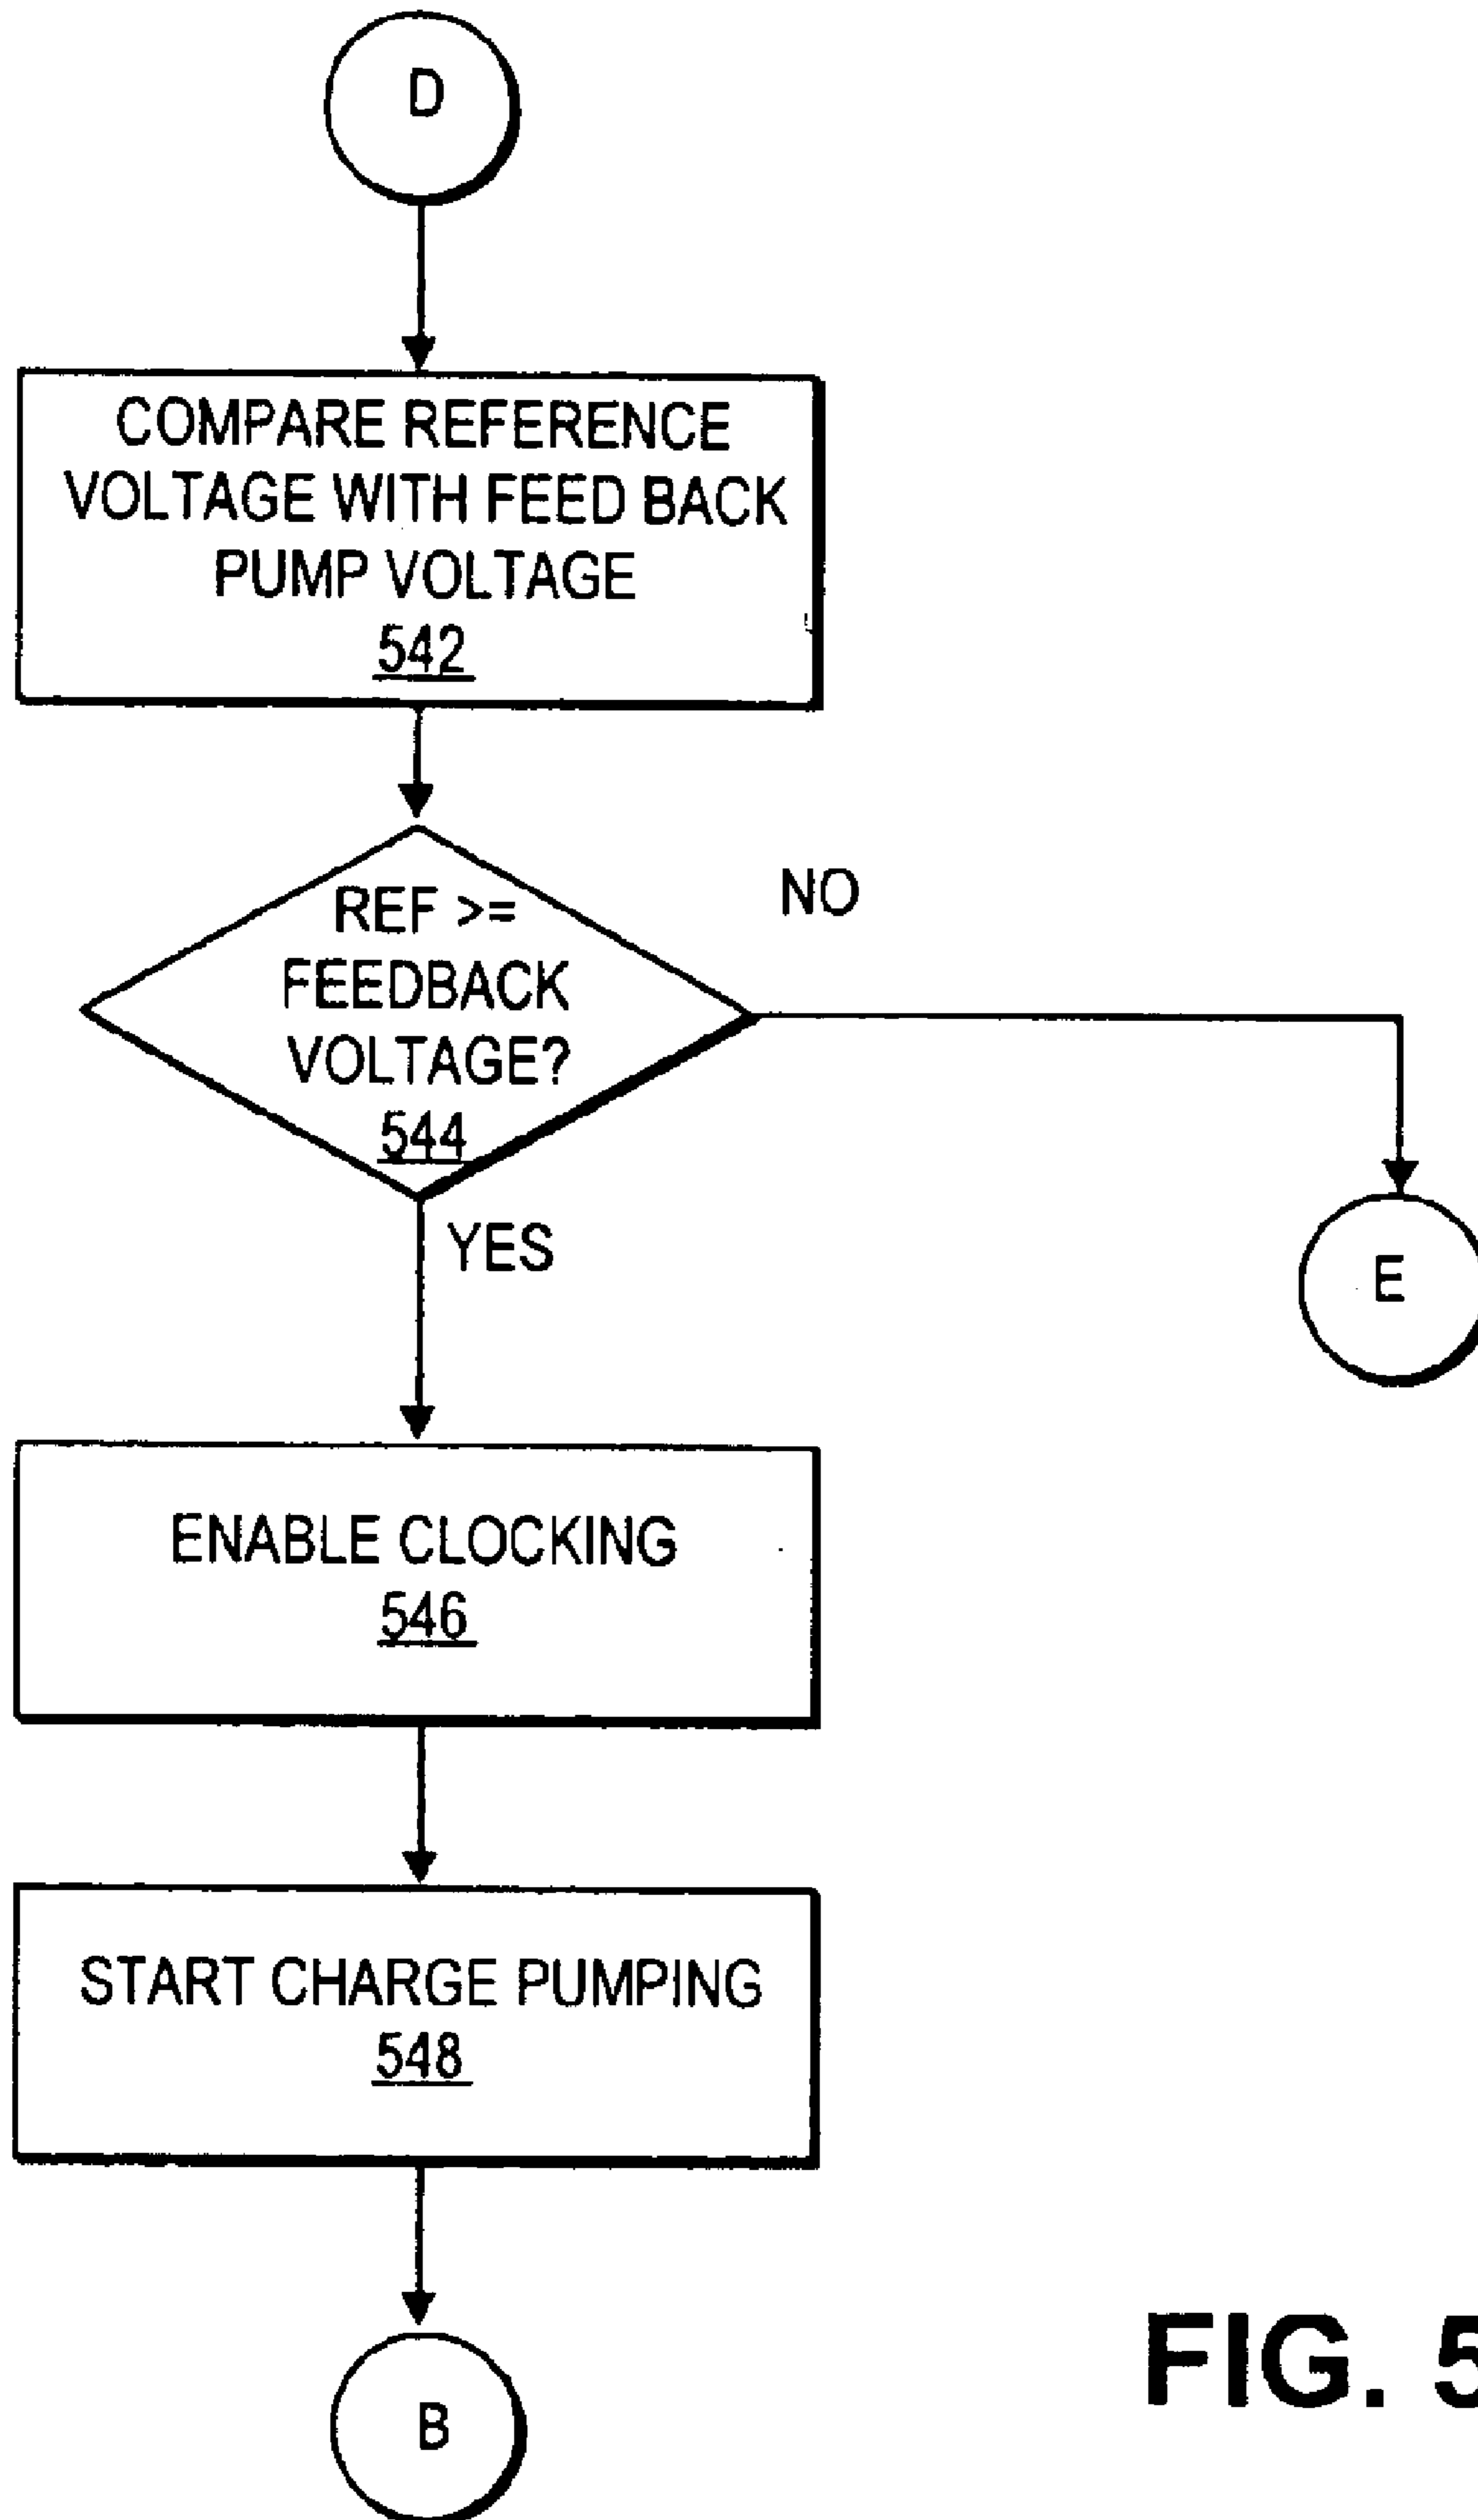 D
COMPARE REFERENCE
VOLTAGE WITH FEED BACK
PUMP VOLTAGE
542
REF >=
FEEDBACK
VOLTAGE?
544
NO
YES
E
ENABLE CLOCKING
546
START CHARGE PUMPING
548
B
FIG. 5